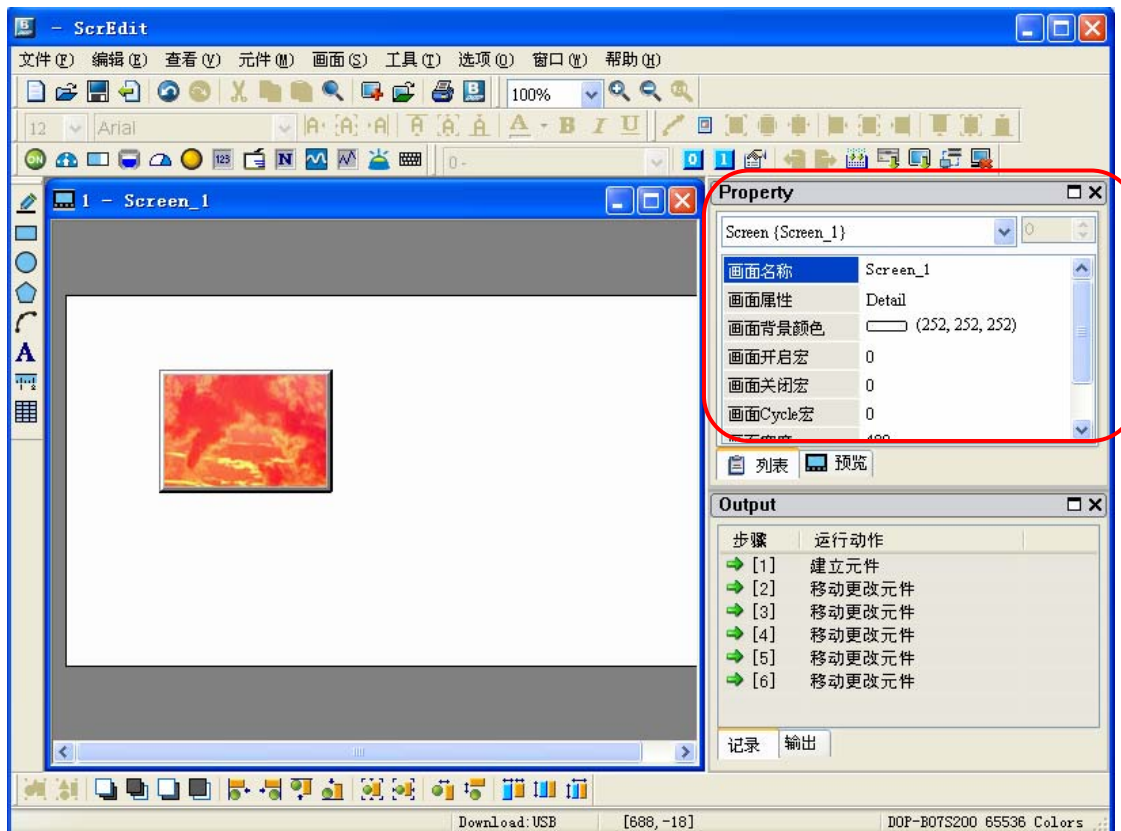 - ScrEdit
文件(F) 编辑(E) 查看(V) 元件(M) 画面(S) 工具(T) 选项(O) 窗口(W) 帮助(H)
100%
12 Arial A B I U
ON 123 N 0 - 0 1
1 - Screen_1
A
Property
Screen {Screen_1} 0
画面名称 Screen_1
画面属性 Detail
画面背景颜色 (252, 252, 252)
画面开启宏 0
画面关闭宏 0
画面Cycle宏 0
列表 预览
Output
步骤 运行动作
[1] 建立元件
[2] 移动更改元件
[3] 移动更改元件
[4] 移动更改元件
[5] 移动更改元件
[6] 移动更改元件
记录 输出
Download:USB [688,-18] DOP-B07S200 65536 Colors